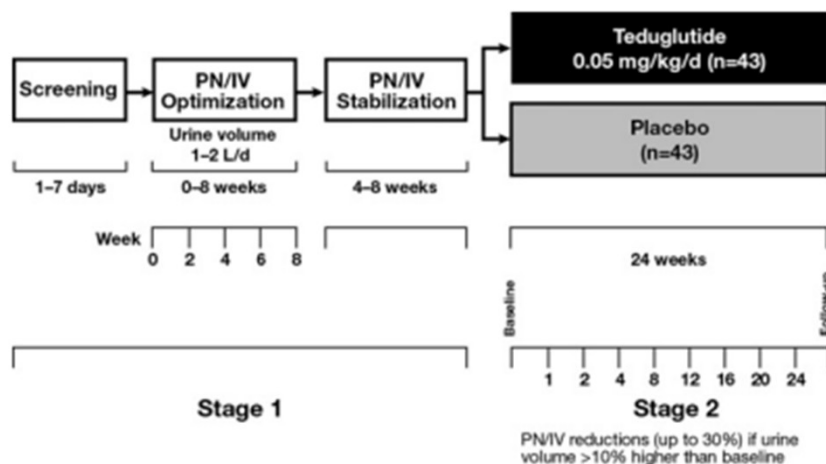 Screening
PN/IV
Optimization
PN/IV
Stabilization
Teduglutide
0.05 mg/kg/d (n=43)
Placebo
(n=43)
Urine volume
1–2 L/d
1–7 days
0–8 weeks
4–8 weeks
Week
0 2 4 6 8
24 weeks
Baseline
1 2 4 8 12 16 20 24
Stage 1
Stage 2
PN/IV reductions (up to 30%) if urine
volume >10% higher than baseline